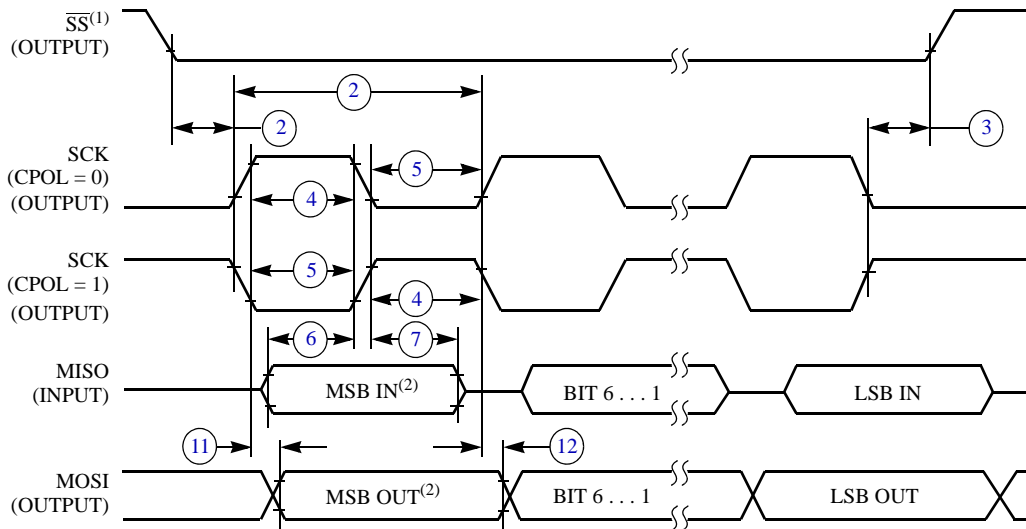 SS(1)
(OUTPUT)
2
2
3
SCK
(CPOL = 0)
(OUTPUT)
5
4
SCK
(CPOL = 1)
(OUTPUT)
5
4
6
7
MISO
(INPUT)
MSB IN(2)
BIT 6 . . . 1
LSB IN
11
12
MOSI
(OUTPUT)
MSB OUT(2)
BIT 6 . . . 1
LSB OUT